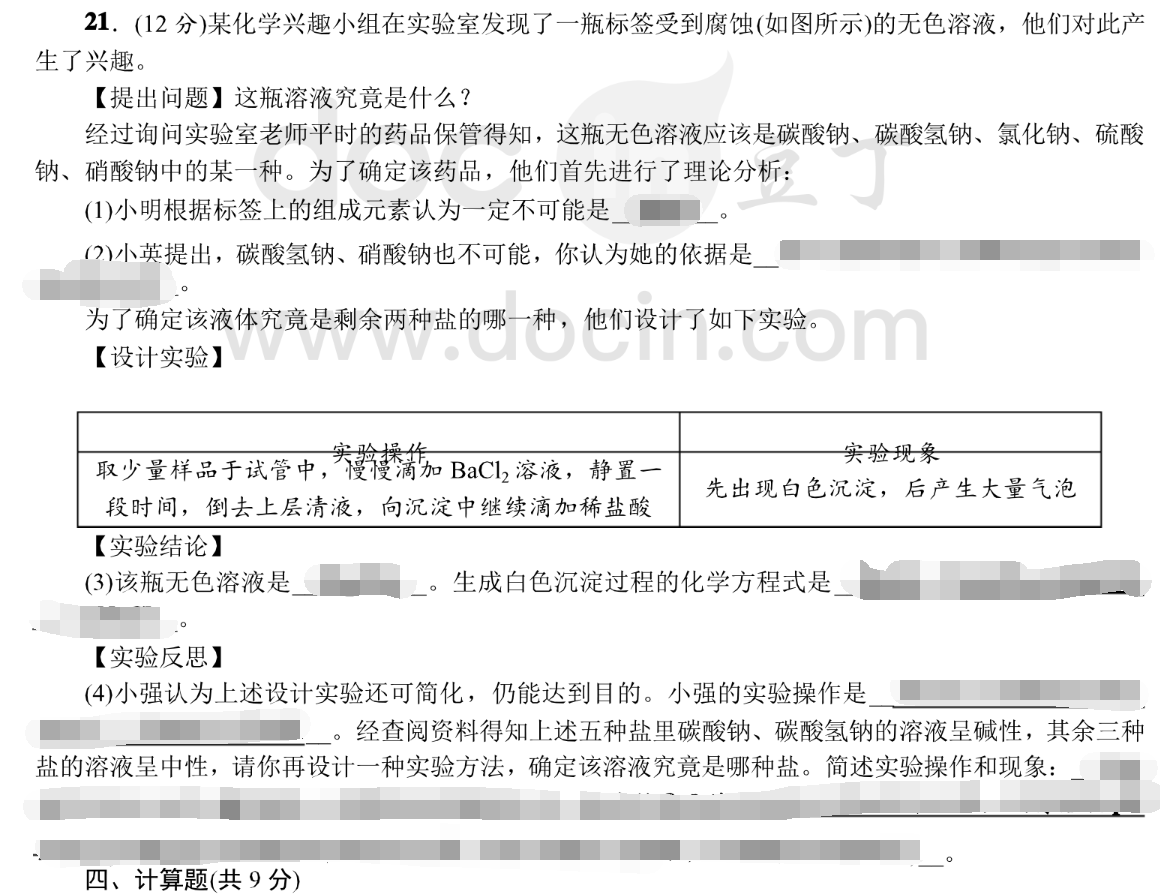 21. (12 分)某化学兴趣小组在实验室发现了一瓶标签受到腐蚀(如图所示)的无色溶液，他们对此产
生了兴趣。
【提出问题】这瓶溶液究竟是什么？
经过询问实验室老师平时的药品保管得知，这瓶无色溶液应该是碳酸钠、碳酸氢钠、氯化钠、硫酸
钠、硝酸钠中的某一种。为了确定该药品，他们首先进行了理论分析：
(1)小明根据标签上的组成元素认为一定不可能是__ __。
(2)小英提出，碳酸氢钠、硝酸钠也不可能，你认为她的依据是__
__。
为了确定该液体究竟是剩余两种盐的哪一种，他们设计了如下实验。
【设计实验】
实验操作 实验现象
取少量样品于试管中，慢慢滴加 BaCl₂ 溶液，静置一
段时间，倒去上层清液，向沉淀中继续滴加稀盐酸
先出现白色沉淀，后产生大量气泡
【实验结论】
(3)该瓶无色溶液是__ __。生成白色沉淀过程的化学方程式是__
__。
【实验反思】
(4)小强认为上述设计实验还可简化，仍能达到目的。小强的实验操作是__
__。经查阅资料得知上述五种盐里碳酸钠、碳酸氢钠的溶液呈碱性，其余三种
盐的溶液呈中性，请你再设计一种实验方法，确定该溶液究竟是哪种盐。简述实验操作和现象：__
__。
四、计算题(共 9 分)
doc 豆丁
www.docin.com